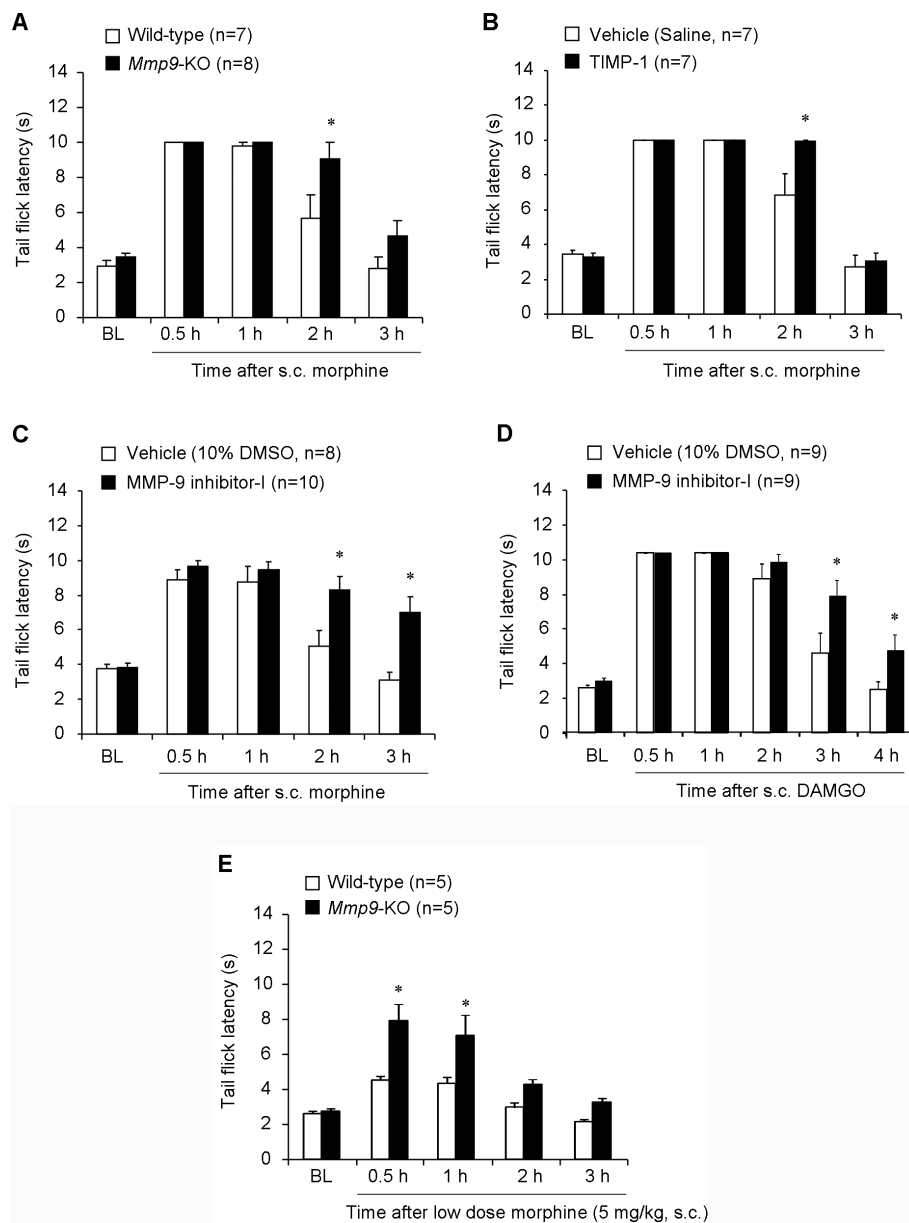 A
Wild-type (n=7)
Mmp9-KO (n=8)
Tail flick latency (s)
14
12
10
8
6
4
2
0
*
BL
0.5 h
1 h
2 h
3 h
Time after s.c. morphine
B
Vehicle (Saline, n=7)
TIMP-1 (n=7)
Tail flick latency (s)
14
12
10
8
6
4
2
0
*
BL
0.5 h
1 h
2 h
3 h
Time after s.c. morphine
C
Vehicle (10% DMSO, n=8)
MMP-9 inhibitor-I (n=10)
Tail flick latency (s)
14
12
10
8
6
4
2
0
*
*
BL
0.5 h
1 h
2 h
3 h
Time after s.c. morphine
D
Vehicle (10% DMSO, n=9)
MMP-9 inhibitor-I (n=9)
Tail flick latency (s)
14
12
10
8
6
4
2
0
*
*
BL
0.5 h
1 h
2 h
3 h
4 h
Time after s.c. DAMGO
E
Wild-type (n=5)
Mmp9-KO (n=5)
Tail flick latency (s)
14
12
10
8
6
4
2
0
*
*
BL
0.5 h
1 h
2 h
3 h
Time after low dose morphine (5 mg/kg, s.c.)